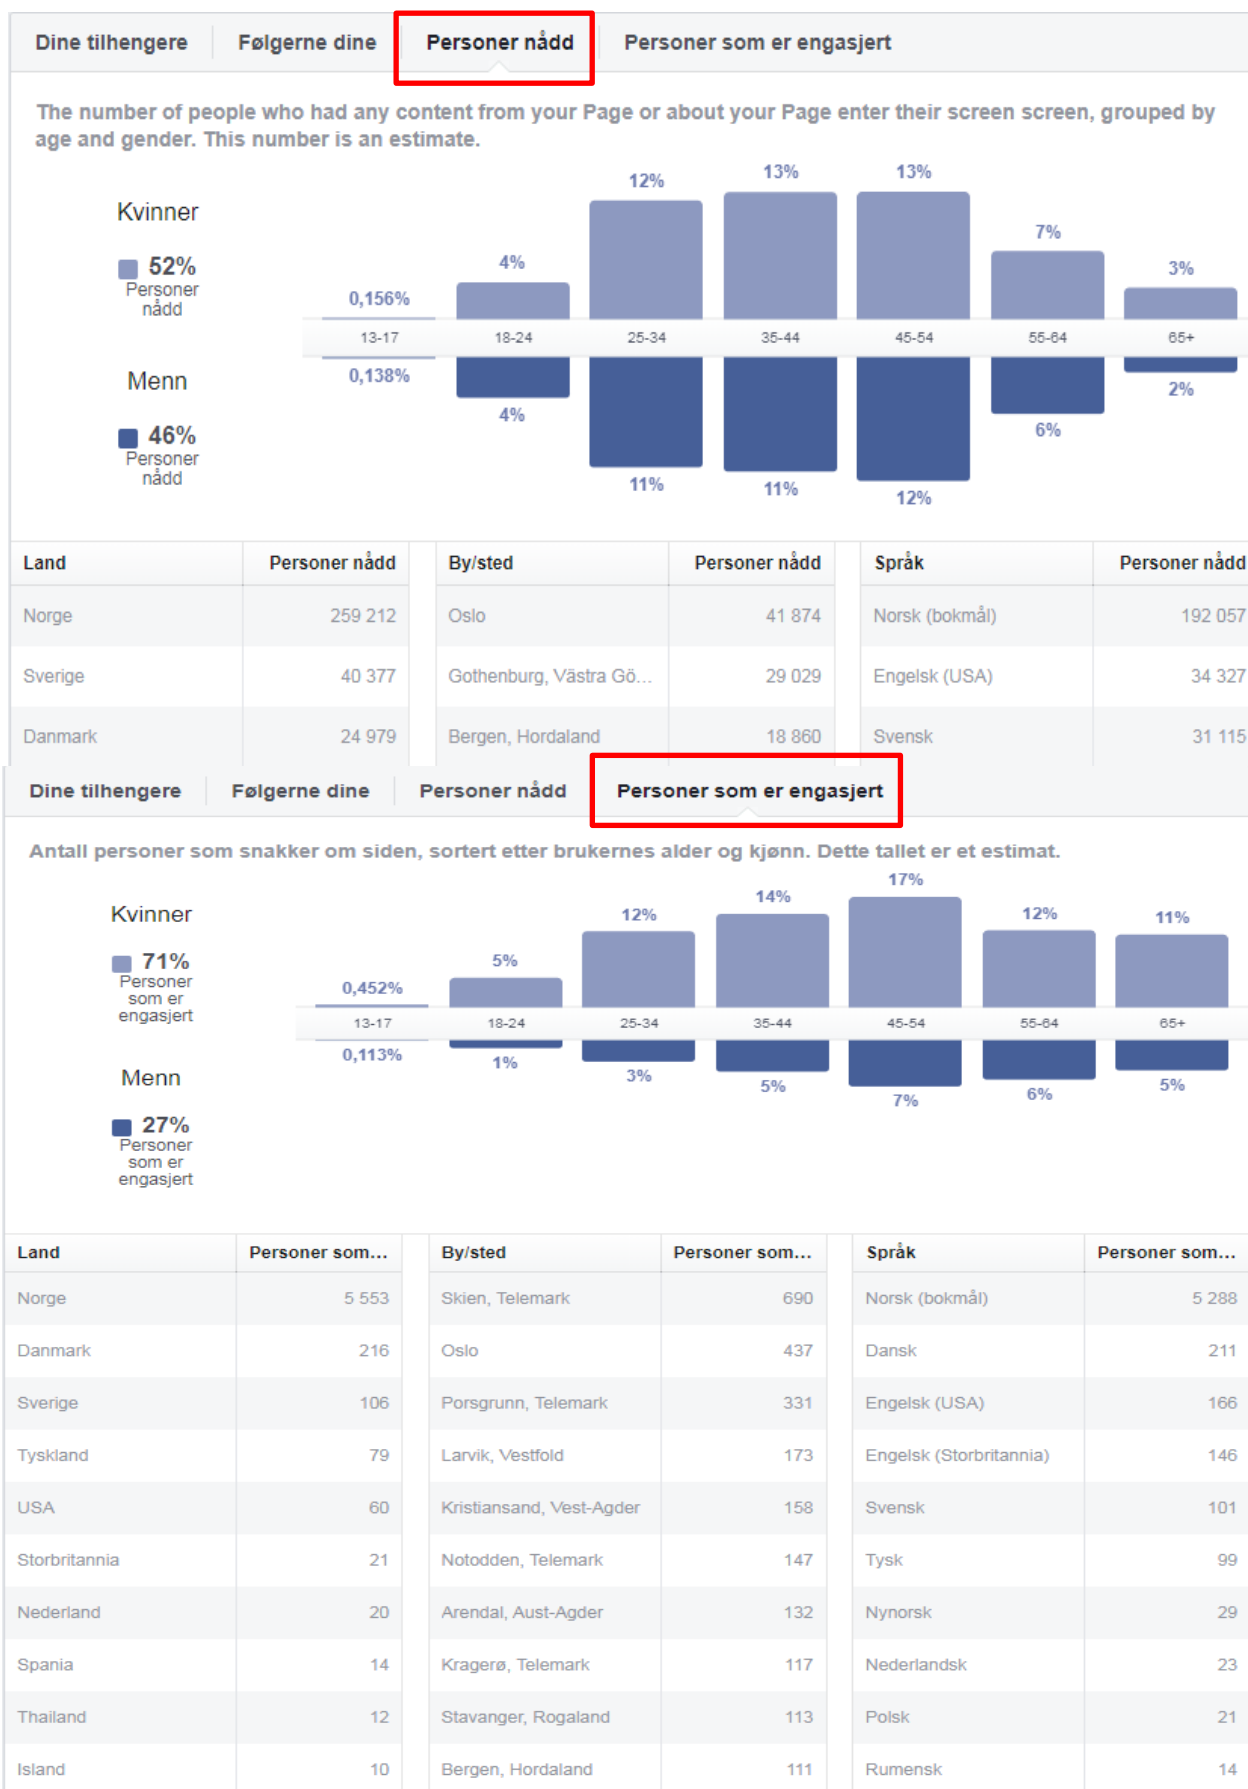 Dine tilhengere Følgerne dine Personer nådd Personer som er engasjert
The number of people who had any content from your Page or about your Page enter their screen screen, grouped by
age and gender. This number is an estimate.
Kvinner
52%
Personer
nådd
Menn
46%
Personer
nådd
0,156% 4% 12% 13% 13% 7% 3%
13-17 18-24 25-34 35-44 45-54 55-64 65+
0,138% 4% 11% 11% 12% 6% 2%
Land Personer nådd By/sted Personer nådd Språk Personer nådd
Norge 259 212 Oslo 41 874 Norsk (bokmål) 192 057
Sverige 40 377 Gothenburg, Västra Gö... 29 029 Engelsk (USA) 34 327
Danmark 24 979 Bergen, Hordaland 18 860 Svensk 31 115
Dine tilhengere Følgerne dine Personer nådd Personer som er engasjert
Antall personer som snakker om siden, sortert etter brukernes alder og kjønn. Dette tallet er et estimat.
Kvinner
71%
Personer
som er
engasjert
Menn
27%
Personer
som er
engasjert
0,452% 5% 12% 14% 17% 12% 11%
13-17 18-24 25-34 35-44 45-54 55-64 65+
0,113% 1% 3% 5% 7% 6% 5%
Land Personer som... By/sted Personer som... Språk Personer som...
Norge 5 553 Skien, Telemark 690 Norsk (bokmål) 5 288
Danmark 216 Oslo 437 Dansk 211
Sverige 106 Porsgrunn, Telemark 331 Engelsk (USA) 166
Tyskland 79 Larvik, Vestfold 173 Engelsk (Storbritannia) 146
USA 60 Kristiansand, Vest-Agder 158 Svensk 101
Storbritannia 21 Notodden, Telemark 147 Tysk 99
Nederland 20 Arendal, Aust-Agder 132 Nynorsk 29
Spania 14 Kragerø, Telemark 117 Nederlandsk 23
Thailand 12 Stavanger, Rogaland 113 Polsk 21
Island 10 Bergen, Hordaland 111 Rumensk 14